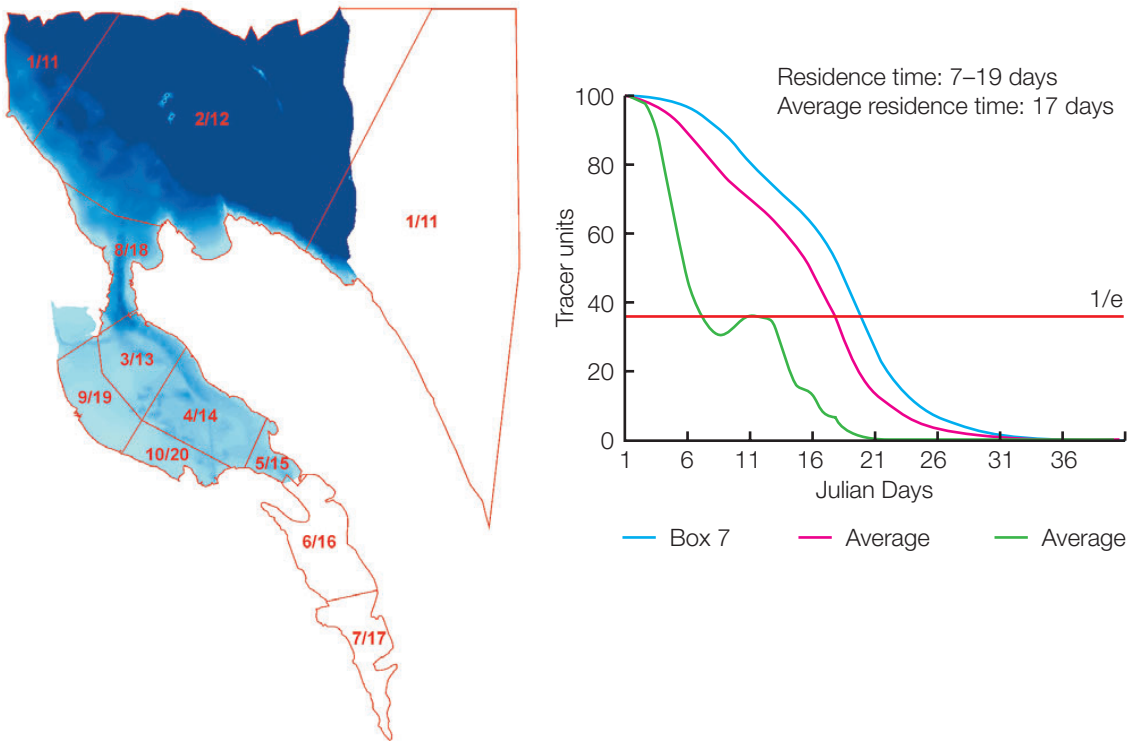 1/11
2/12
1/11
8/18
3/13
9/19
4/14
10/20
5/15
6/16
7/17
Residence time: 7–19 days
Average residence time: 17 days
100
80
60
40
20
0
Tracer units
1/e
1 6 11 16 21 26 31 36
Julian Days
Box 7 Average Average